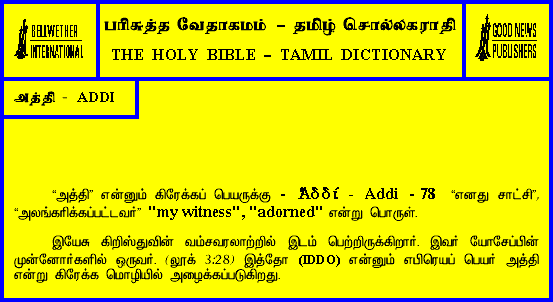 BELLWETHER
INTERNATIONAL
பரிசுத்த வேதாகமம் – தமிழ் சொல்லகராதி
THE HOLY BIBLE – TAMIL DICTIONARY
GOOD NEWS
PUBLISHERS
அத்தி - ADDI
“அத்தி” என்னும் கிரேக்கப் பெயருக்கு - Ἀδδί - Addi - 78 “எனது சாட்சி”,
“அலங்கரிக்கப்பட்டவர்” "my witness", "adorned" என்று பொருள்.
இயேசு கிறிஸ்துவின் வம்சவரலாற்றில் இடம் பெற்றிருக்கிறார். இவர் யோசேப்பின்
முன்னோர்களில் ஒருவர். (லூக் 3:28) இத்தோ (IDDO) என்னும் எபிரெயப் பெயர் அத்தி
என்று கிரேக்க மொழியில் அழைக்கப்படுகிறது.